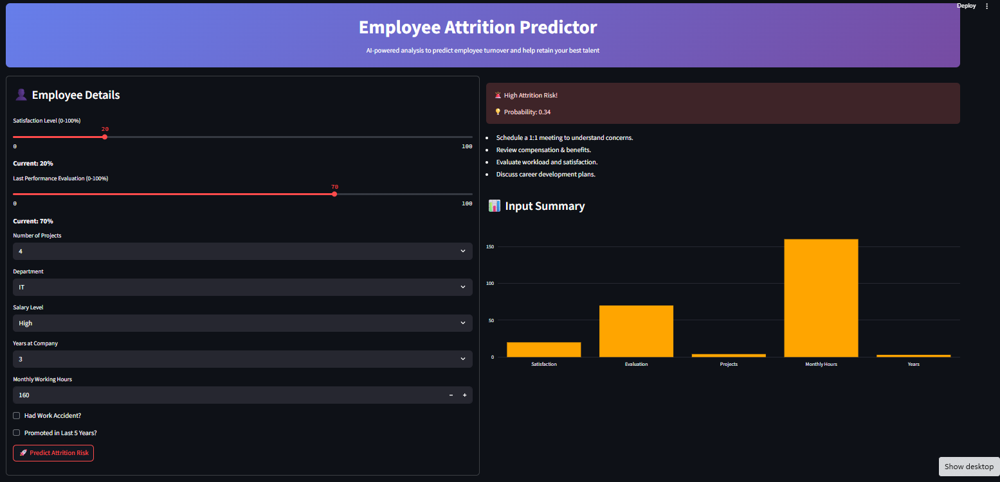 Deploy
Employee Attrition Predictor
AI-powered analysis to predict employee turnover and help retain your best talent
Employee Details
Satisfaction Level (0-100%)
20
0 100
Current: 20%
Last Performance Evaluation (0-100%)
70
0 100
Current: 70%
Number of Projects
4
Department
IT
Salary Level
High
Years at Company
3
Monthly Working Hours
160
Had Work Accident?
Promoted in Last 5 Years?
Predict Attrition Risk
High Attrition Risk!
Probability: 0.34
Schedule a 1:1 meeting to understand concerns.
Review compensation & benefits.
Evaluate workload and satisfaction.
Discuss career development plans.
Input Summary
150
100
50
0
Satisfaction Evaluation Projects Monthly Hours Years
Show desktop